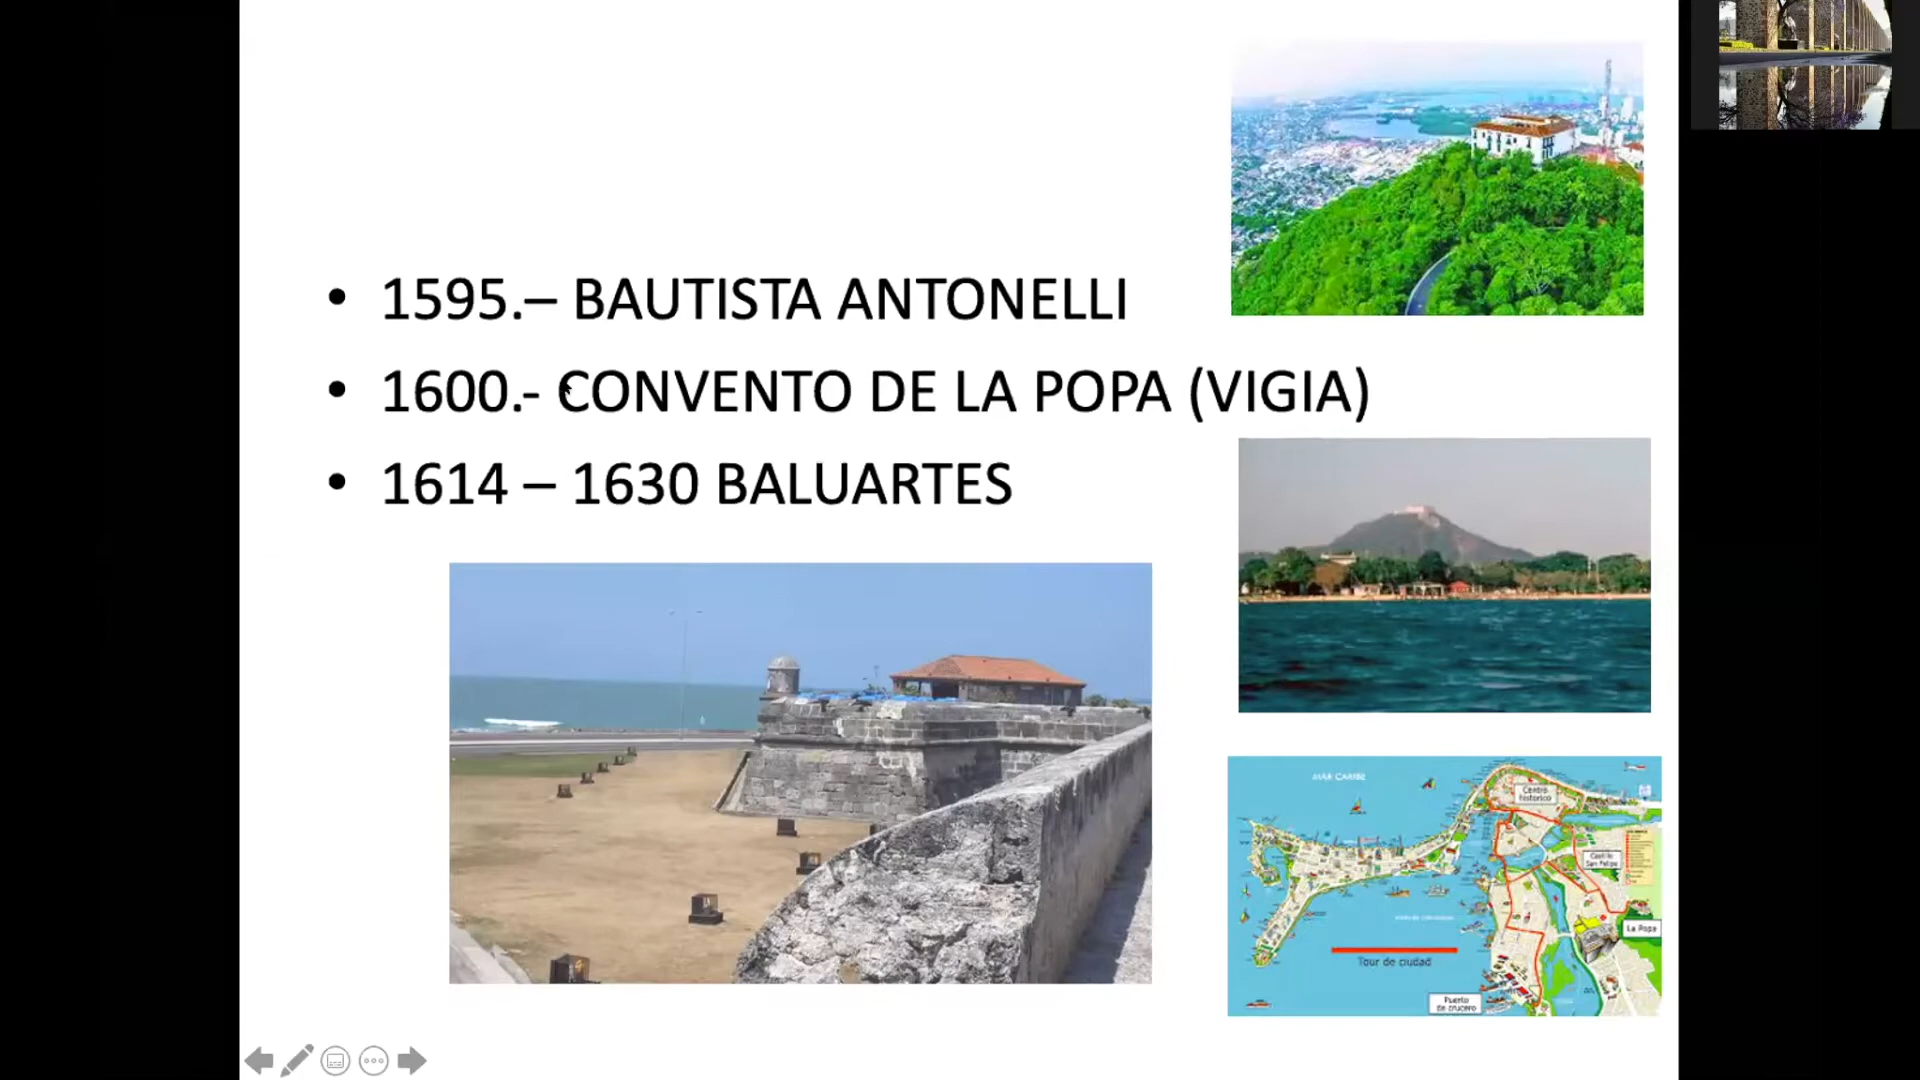 • 1595.– BAUTISTA ANTONELLI
• 1600.- CONVENTO DE LA POPA (VIGIA)
• 1614 – 1630 BALUARTES
MAR CARIBE
Centro
historico
Castillo
San Felipe
La Popa
Tour de ciudad
Puerto
de crucero